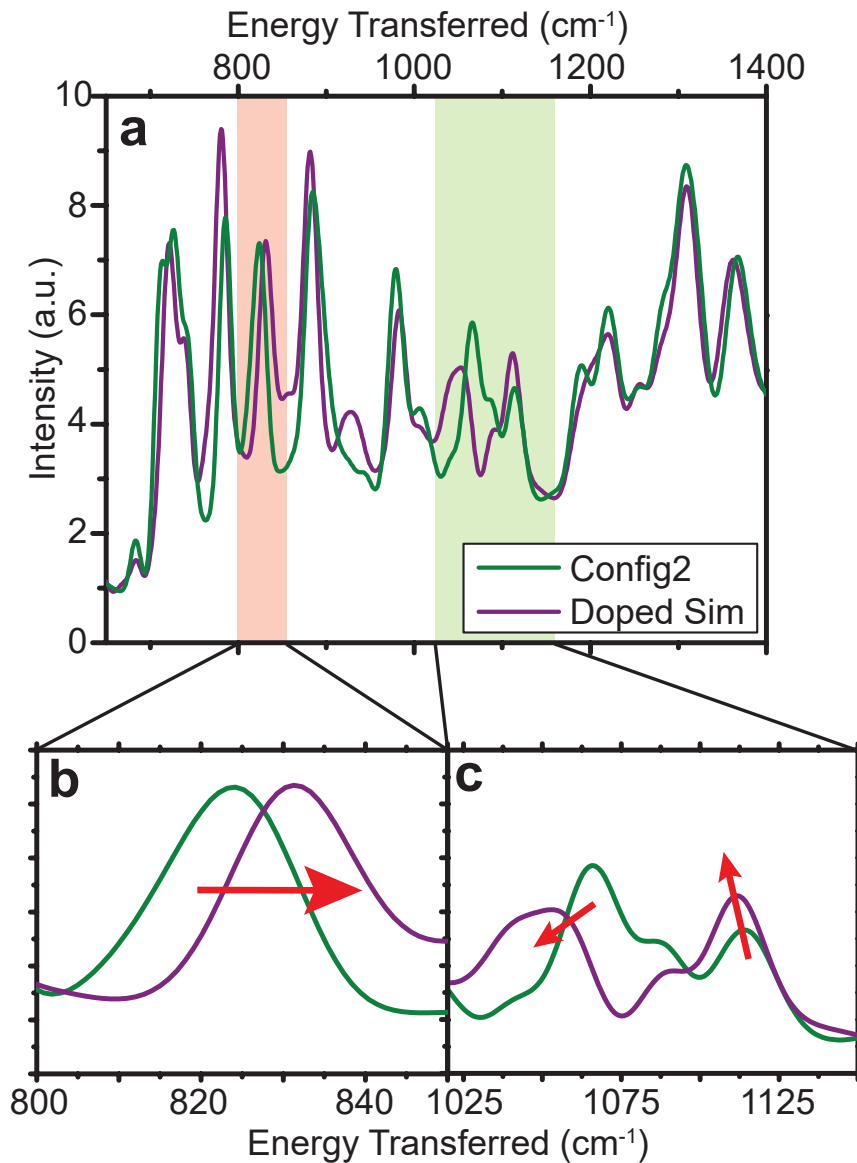 Energy Transferred (cm⁻¹)
800 1000 1200 1400
a
10
8
6
4
2
0
Intensity (a.u.)
Config2
Doped Sim
b c
800 820 840 1025 1075 1125
Energy Transferred (cm⁻¹)